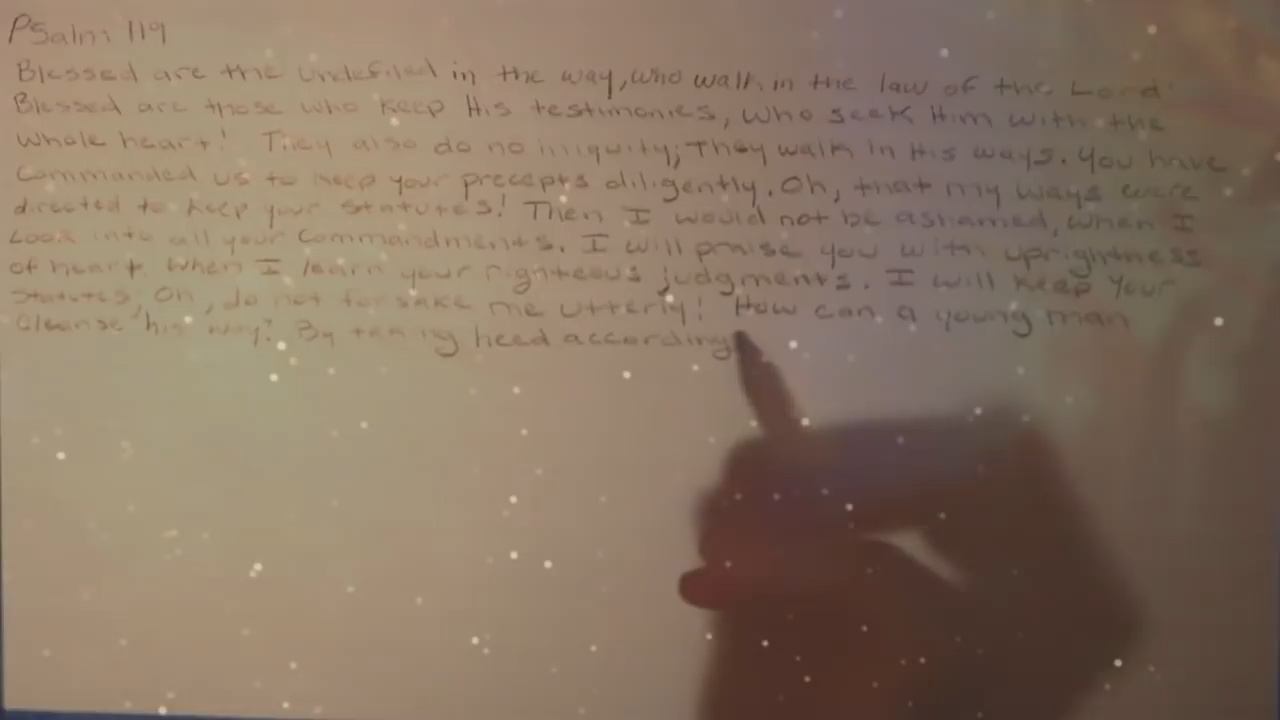 Psalm 119
Blessed are the undefiled in the way, who walk in the law of the Lord!
Blessed are those who keep His testimonies, who seek Him with the
whole heart! They also do no iniquity; They walk in His ways. You have
Commanded us to keep your precepts diligently. Oh, that my ways were
directed to keep your statutes! Then I would not be ashamed, when I
Look into all your Commandments. I will praise you with uprightness
of heart, when I learn your righteous judgments. I will keep Your
Statutes, Oh, do not forsake me utterly! How can a young man
Cleanse his way? By taking heed according